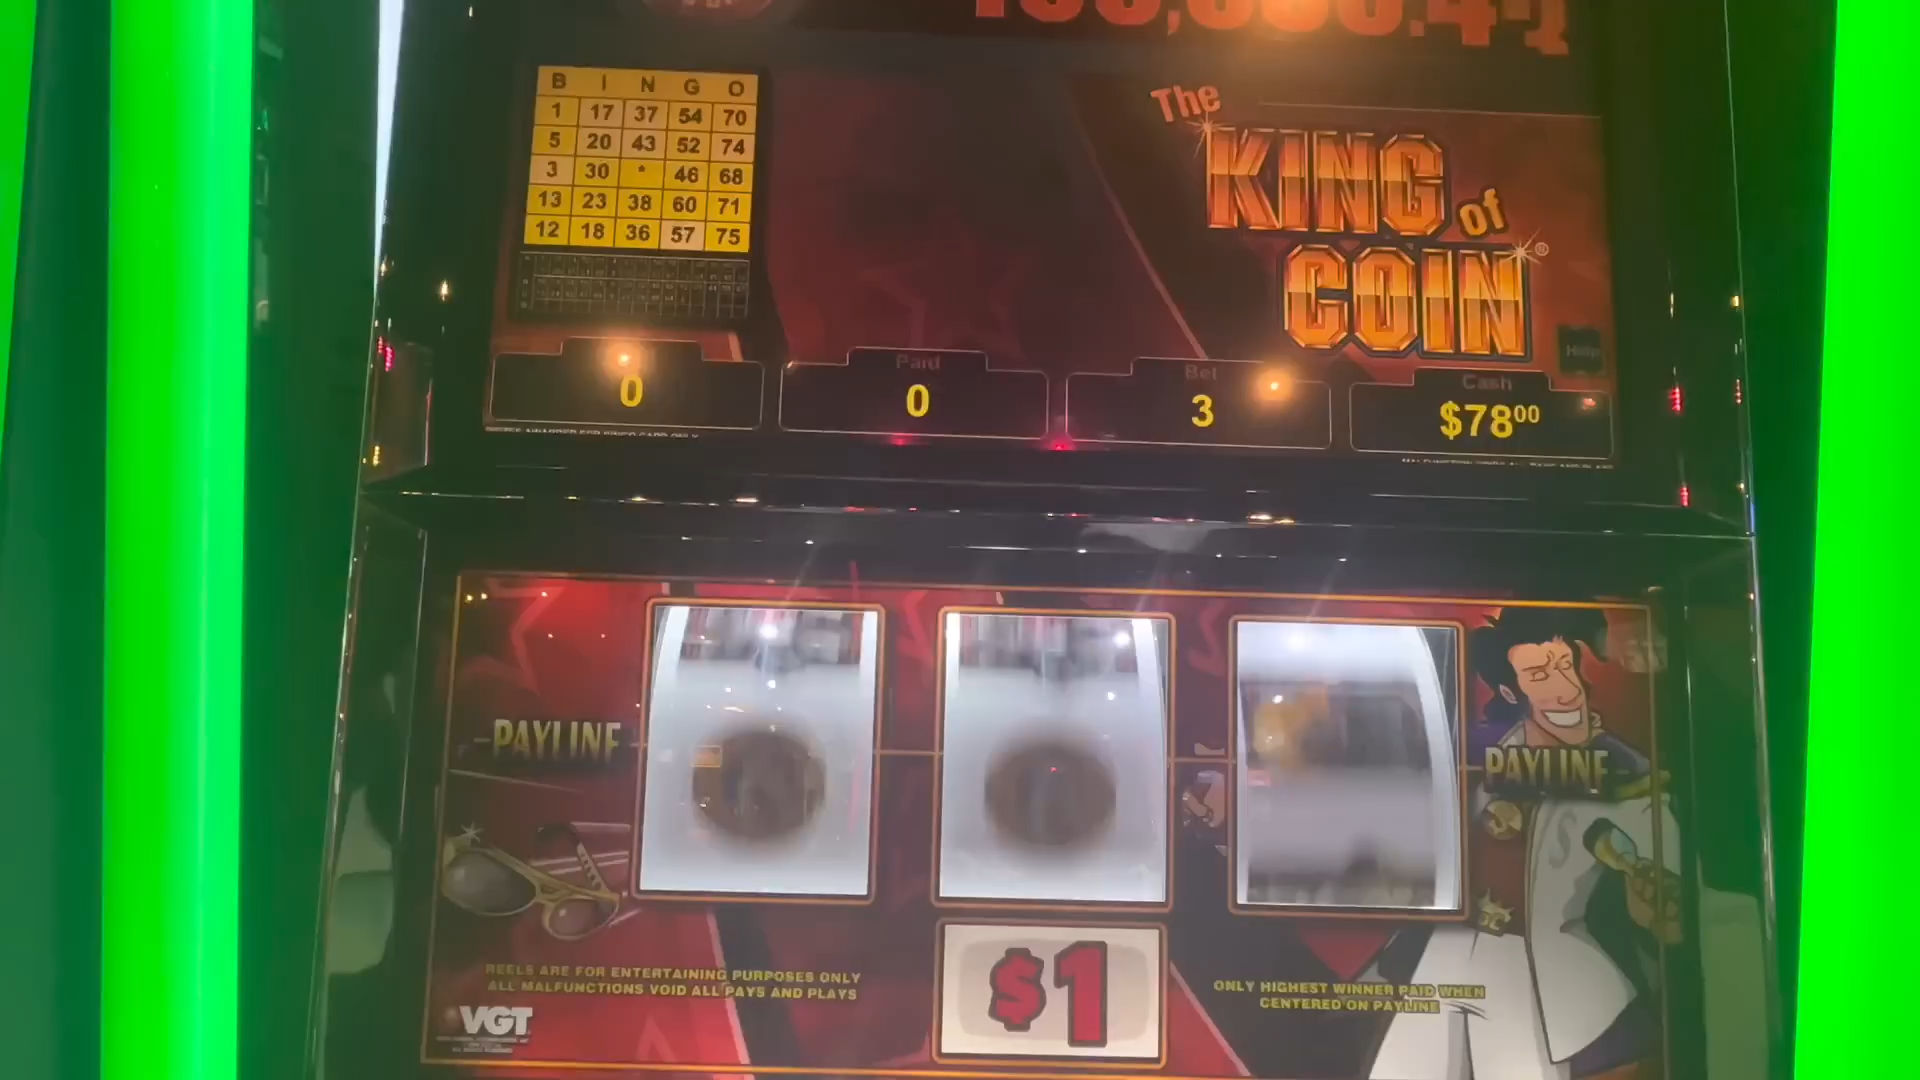 B I N G O
1 17 37 54 70
5 20 43 52 74
3 30 * 46 68
13 23 38 60 71
12 18 36 57 75
The
KING of
COIN®
Help
Paid
Bet
Cash
0
0
3
$78⁰⁰
-PAYLINE
PAYLINE-
$1
REELS ARE FOR ENTERTAINING PURPOSES ONLY
ALL MALFUNCTIONS VOID ALL PAYS AND PLAYS
ONLY HIGHEST WINNER PAID WHEN
CENTERED ON PAYLINE
VGT